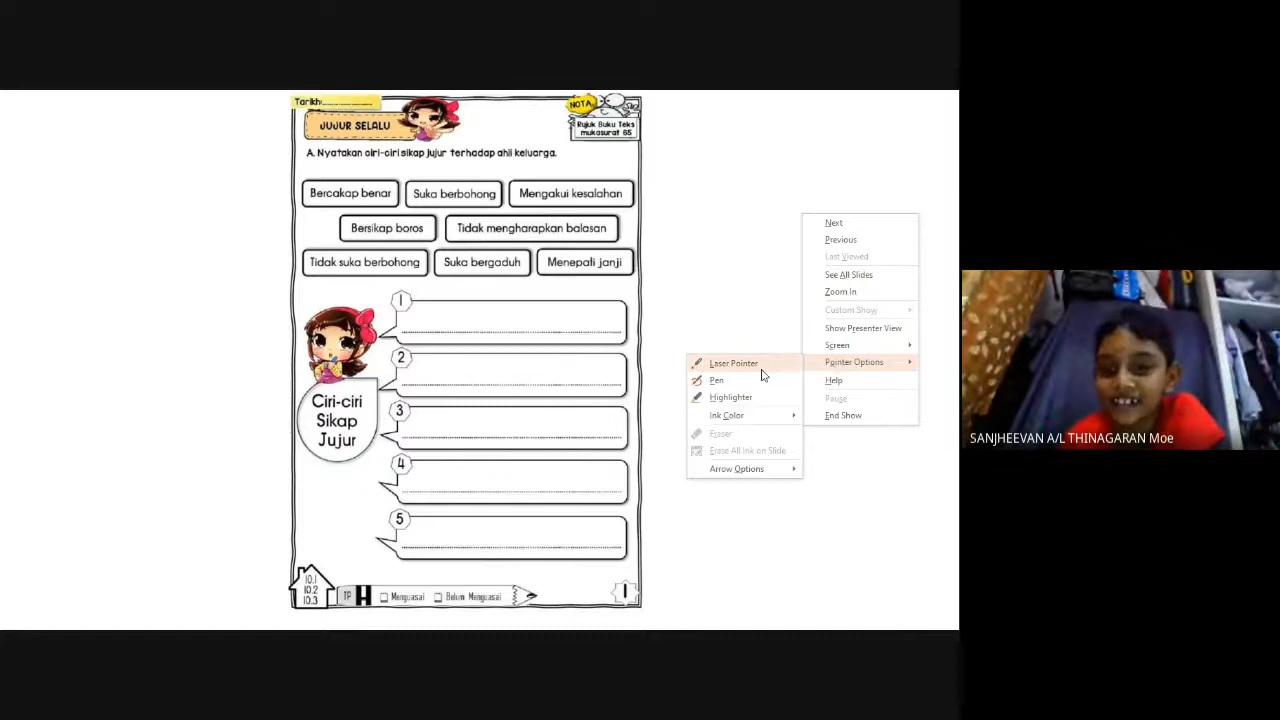 Tarikh:
JUJUR SELALU
NOTA
Rujuk Buku Teks
mukasurat 65
A. Nyatakan ciri-ciri sikap jujur terhadap ahli keluarga.
Bercakap benar
Suka berbohong
Mengakui kesalahan
Bersikap boros
Tidak mengharapkan balasan
Tidak suka berbohong
Suka bergaduh
Menepati janji
1
2
3
4
5
Ciri-ciri
Sikap
Jujur
10.1
10.2
10.3
TP
Menguasai
Belum Menguasai
1
Next
Previous
Last Viewed
See All Slides
Zoom In
Custom Show
Show Presenter View
Screen
Pointer Options
Help
Pause
End Show
Laser Pointer
Pen
Highlighter
Ink Color
Eraser
Erase All Ink on Slide
Arrow Options
SANJHEEVAN A/L THINAGARAN Moe